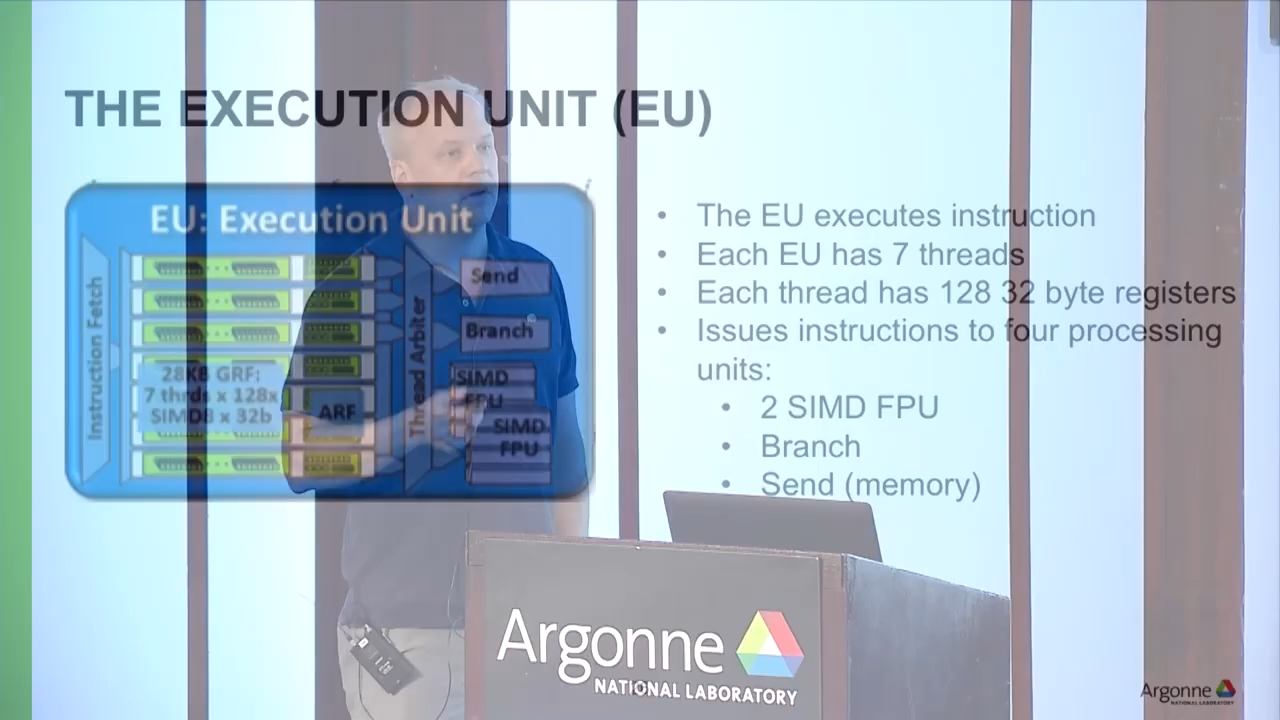 THE EXECUTION UNIT (EU)
EU: Execution Unit
Instruction Fetch
28KB GRF:
7 thrds x 128x
SIMD8 x 32b
ARF
Thread Arbiter
Send
Branch
SIMD
FPU
SIMD
FPU
• The EU executes instruction
• Each EU has 7 threads
• Each thread has 128 32 byte registers
• Issues instructions to four processing
units:
• 2 SIMD FPU
• Branch
• Send (memory)
Argonne
NATIONAL LABORATORY
Argonne
NATIONAL LABORATORY